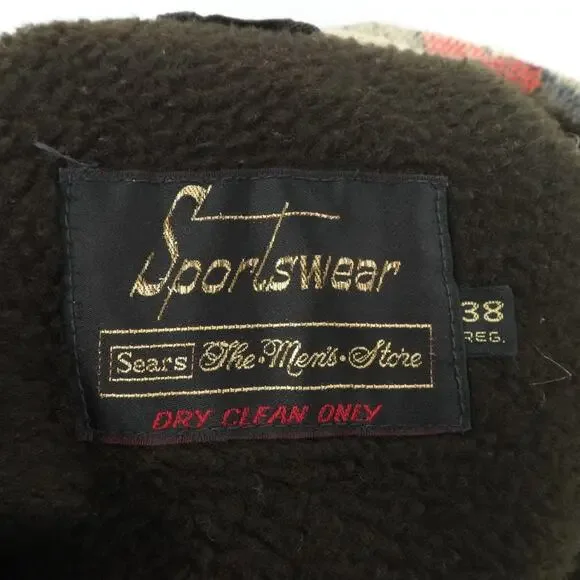 Sportswear
Sears The·Men's·Store
DRY CLEAN ONLY
38
REG.